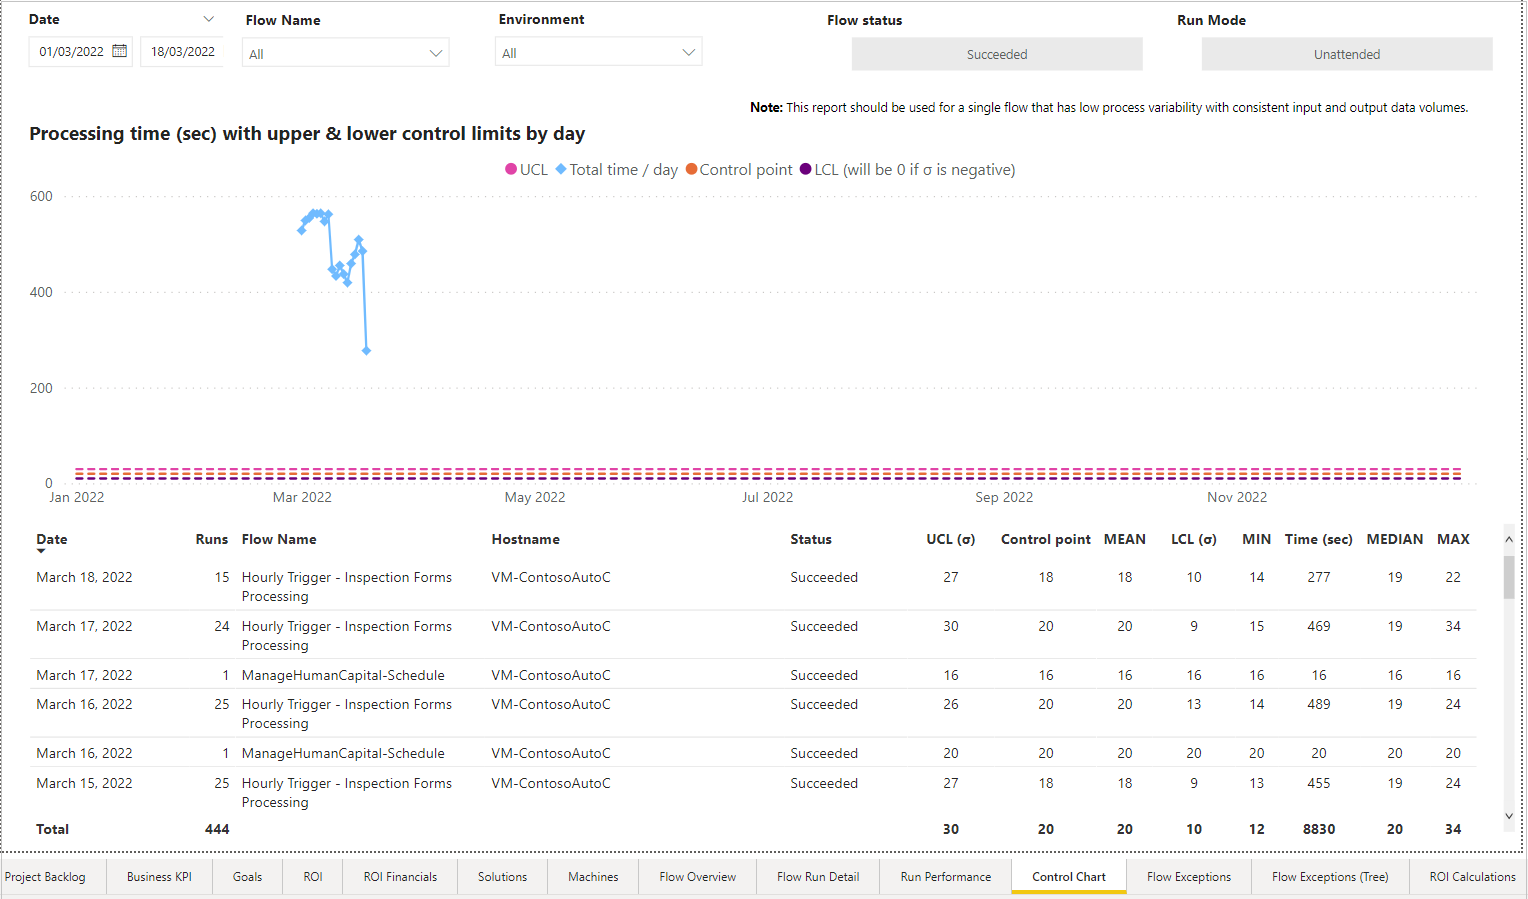 Date Flow Name Environment Flow status Run Mode
01/03/2022 18/03/2022 All All Succeeded Unattended
Note: This report should be used for a single flow that has low process variability with consistent input and output data volumes.
Processing time (sec) with upper & lower control limits by day
UCL Total time / day Control point LCL (will be 0 if σ is negative)
600
400
200
0
Jan 2022 Mar 2022 May 2022 Jul 2022 Sep 2022 Nov 2022
Date Runs Flow Name Hostname Status UCL (σ) Control point MEAN LCL (σ) MIN Time (sec) MEDIAN MAX
March 18, 2022 15 Hourly Trigger - Inspection Forms VM-ContosoAutoC Succeeded 27 18 18 10 14 277 19 22
Processing
March 17, 2022 24 Hourly Trigger - Inspection Forms VM-ContosoAutoC Succeeded 30 20 20 9 15 469 19 34
Processing
March 17, 2022 1 ManageHumanCapital-Schedule VM-ContosoAutoC Succeeded 16 16 16 16 16 16 16 16
March 16, 2022 25 Hourly Trigger - Inspection Forms VM-ContosoAutoC Succeeded 26 20 20 13 14 489 19 24
Processing
March 16, 2022 1 ManageHumanCapital-Schedule VM-ContosoAutoC Succeeded 20 20 20 20 20 20 20 20
March 15, 2022 25 Hourly Trigger - Inspection Forms VM-ContosoAutoC Succeeded 27 18 18 9 13 455 19 24
Processing
Total 444 30 20 20 10 12 8830 20 34
Project Backlog Business KPI Goals ROI ROI Financials Solutions Machines Flow Overview Flow Run Detail Run Performance Control Chart Flow Exceptions Flow Exceptions (Tree) ROI Calculations